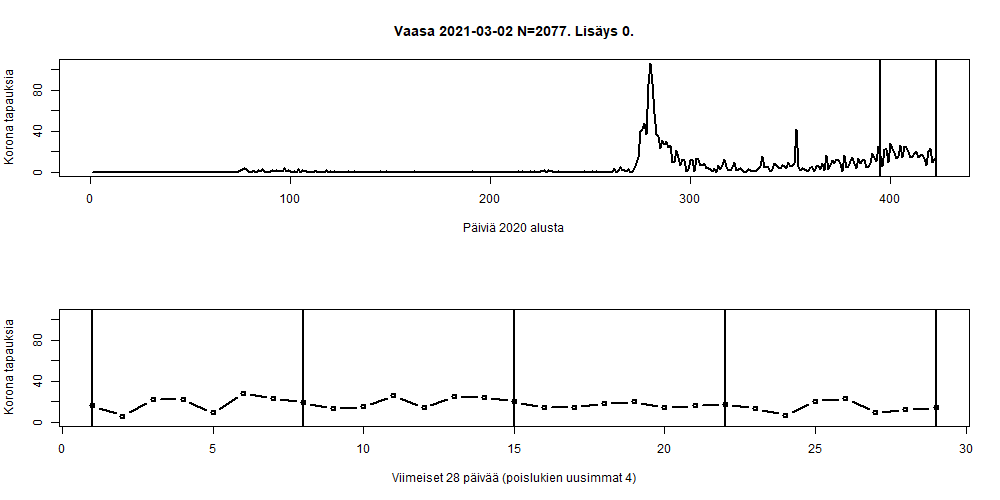 Vaasa 2021-03-02 N=2077. Lisäys 0.
Korona tapauksia
0 40 80
0 100 200 300 400
Päiviä 2020 alusta
Korona tapauksia
0 40 80
0 5 10 15 20 25 30
Viimeiset 28 päivää (poislukien uusimmat 4)